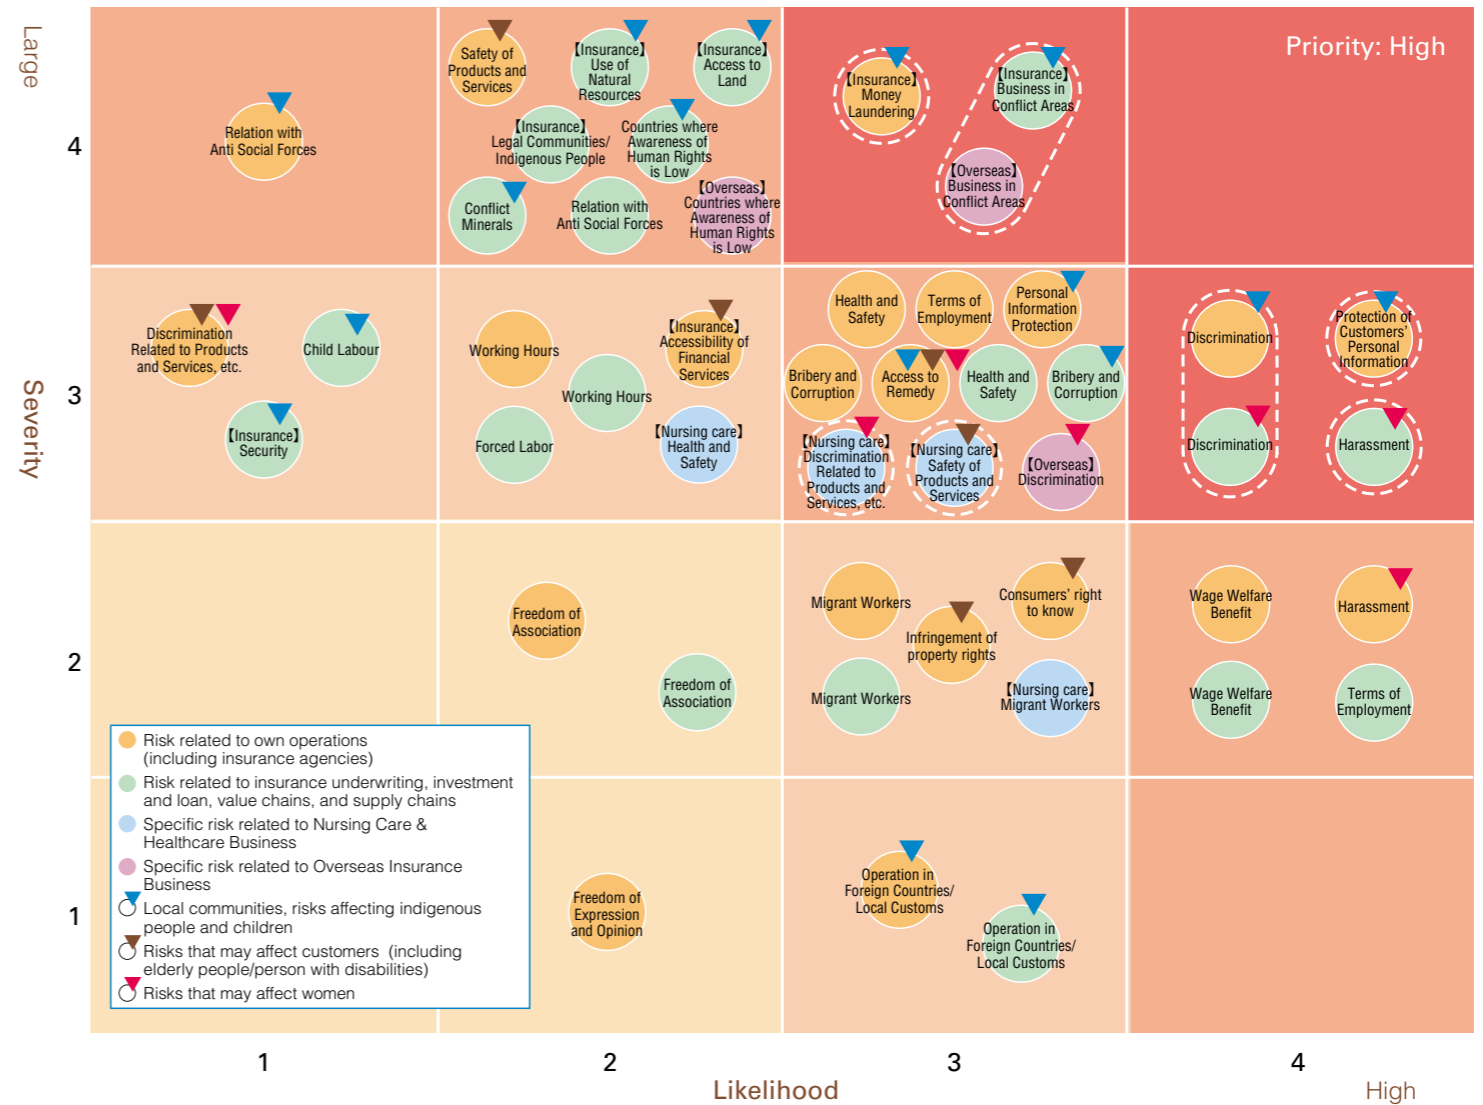 Large
Severity
Priority: High
4
Relation with
Anti Social Forces
Safety of
Products and
Services
【Insurance】
Use of
Natural
Resources
【Insurance】
Access to
Land
【Insurance】
Legal Communities/
Indigenous People
Countries where
Awareness of
Human Rights
is Low
Conflict
Minerals
Relation with
Anti Social Forces
【Overseas】
Countries where
Awareness of
Human Rights
is Low
【Insurance】
Money
Laundering
【Insurance】
Business in
Conflict Areas
【Overseas】
Business in
Conflict Areas
3
Discrimination
Related to Products
and Services, etc.
Child Labour
【Insurance】
Security
Working Hours
【Insurance】
Accessibility of
Financial
Services
Working Hours
Forced Labor
【Nursing care】
Health and
Safety
Health and
Safety
Terms of
Employment
Personal
Information
Protection
Bribery and
Corruption
Access to
Remedy
Health and
Safety
Bribery and
Corruption
【Nursing care】
Discrimination
Related to
Products and
Services, etc.
【Nursing care】
Safety of
Products and
Services
【Overseas】
Discrimination
Discrimination
Protection of
Customers’
Personal
Information
Discrimination
Harassment
2
Freedom of
Association
Freedom of
Association
Migrant Workers
Consumers’ right
to know
Infringement of
property rights
Migrant Workers
【Nursing care】
Migrant Workers
Wage Welfare
Benefit
Harassment
Wage Welfare
Benefit
Terms of
Employment
1
Freedom of
Expression
and Opinion
Operation in
Foreign Countries/
Local Customs
Operation in
Foreign Countries/
Local Customs
Risk related to own operations
(including insurance agencies)
Risk related to insurance underwriting, investment
and loan, value chains, and supply chains
Specific risk related to Nursing Care &
Healthcare Business
Specific risk related to Overseas Insurance
Business
Local communities, risks affecting indigenous
people and children
Risks that may affect customers (including
elderly people/person with disabilities)
Risks that may affect women
1
2
3
4
Likelihood
High